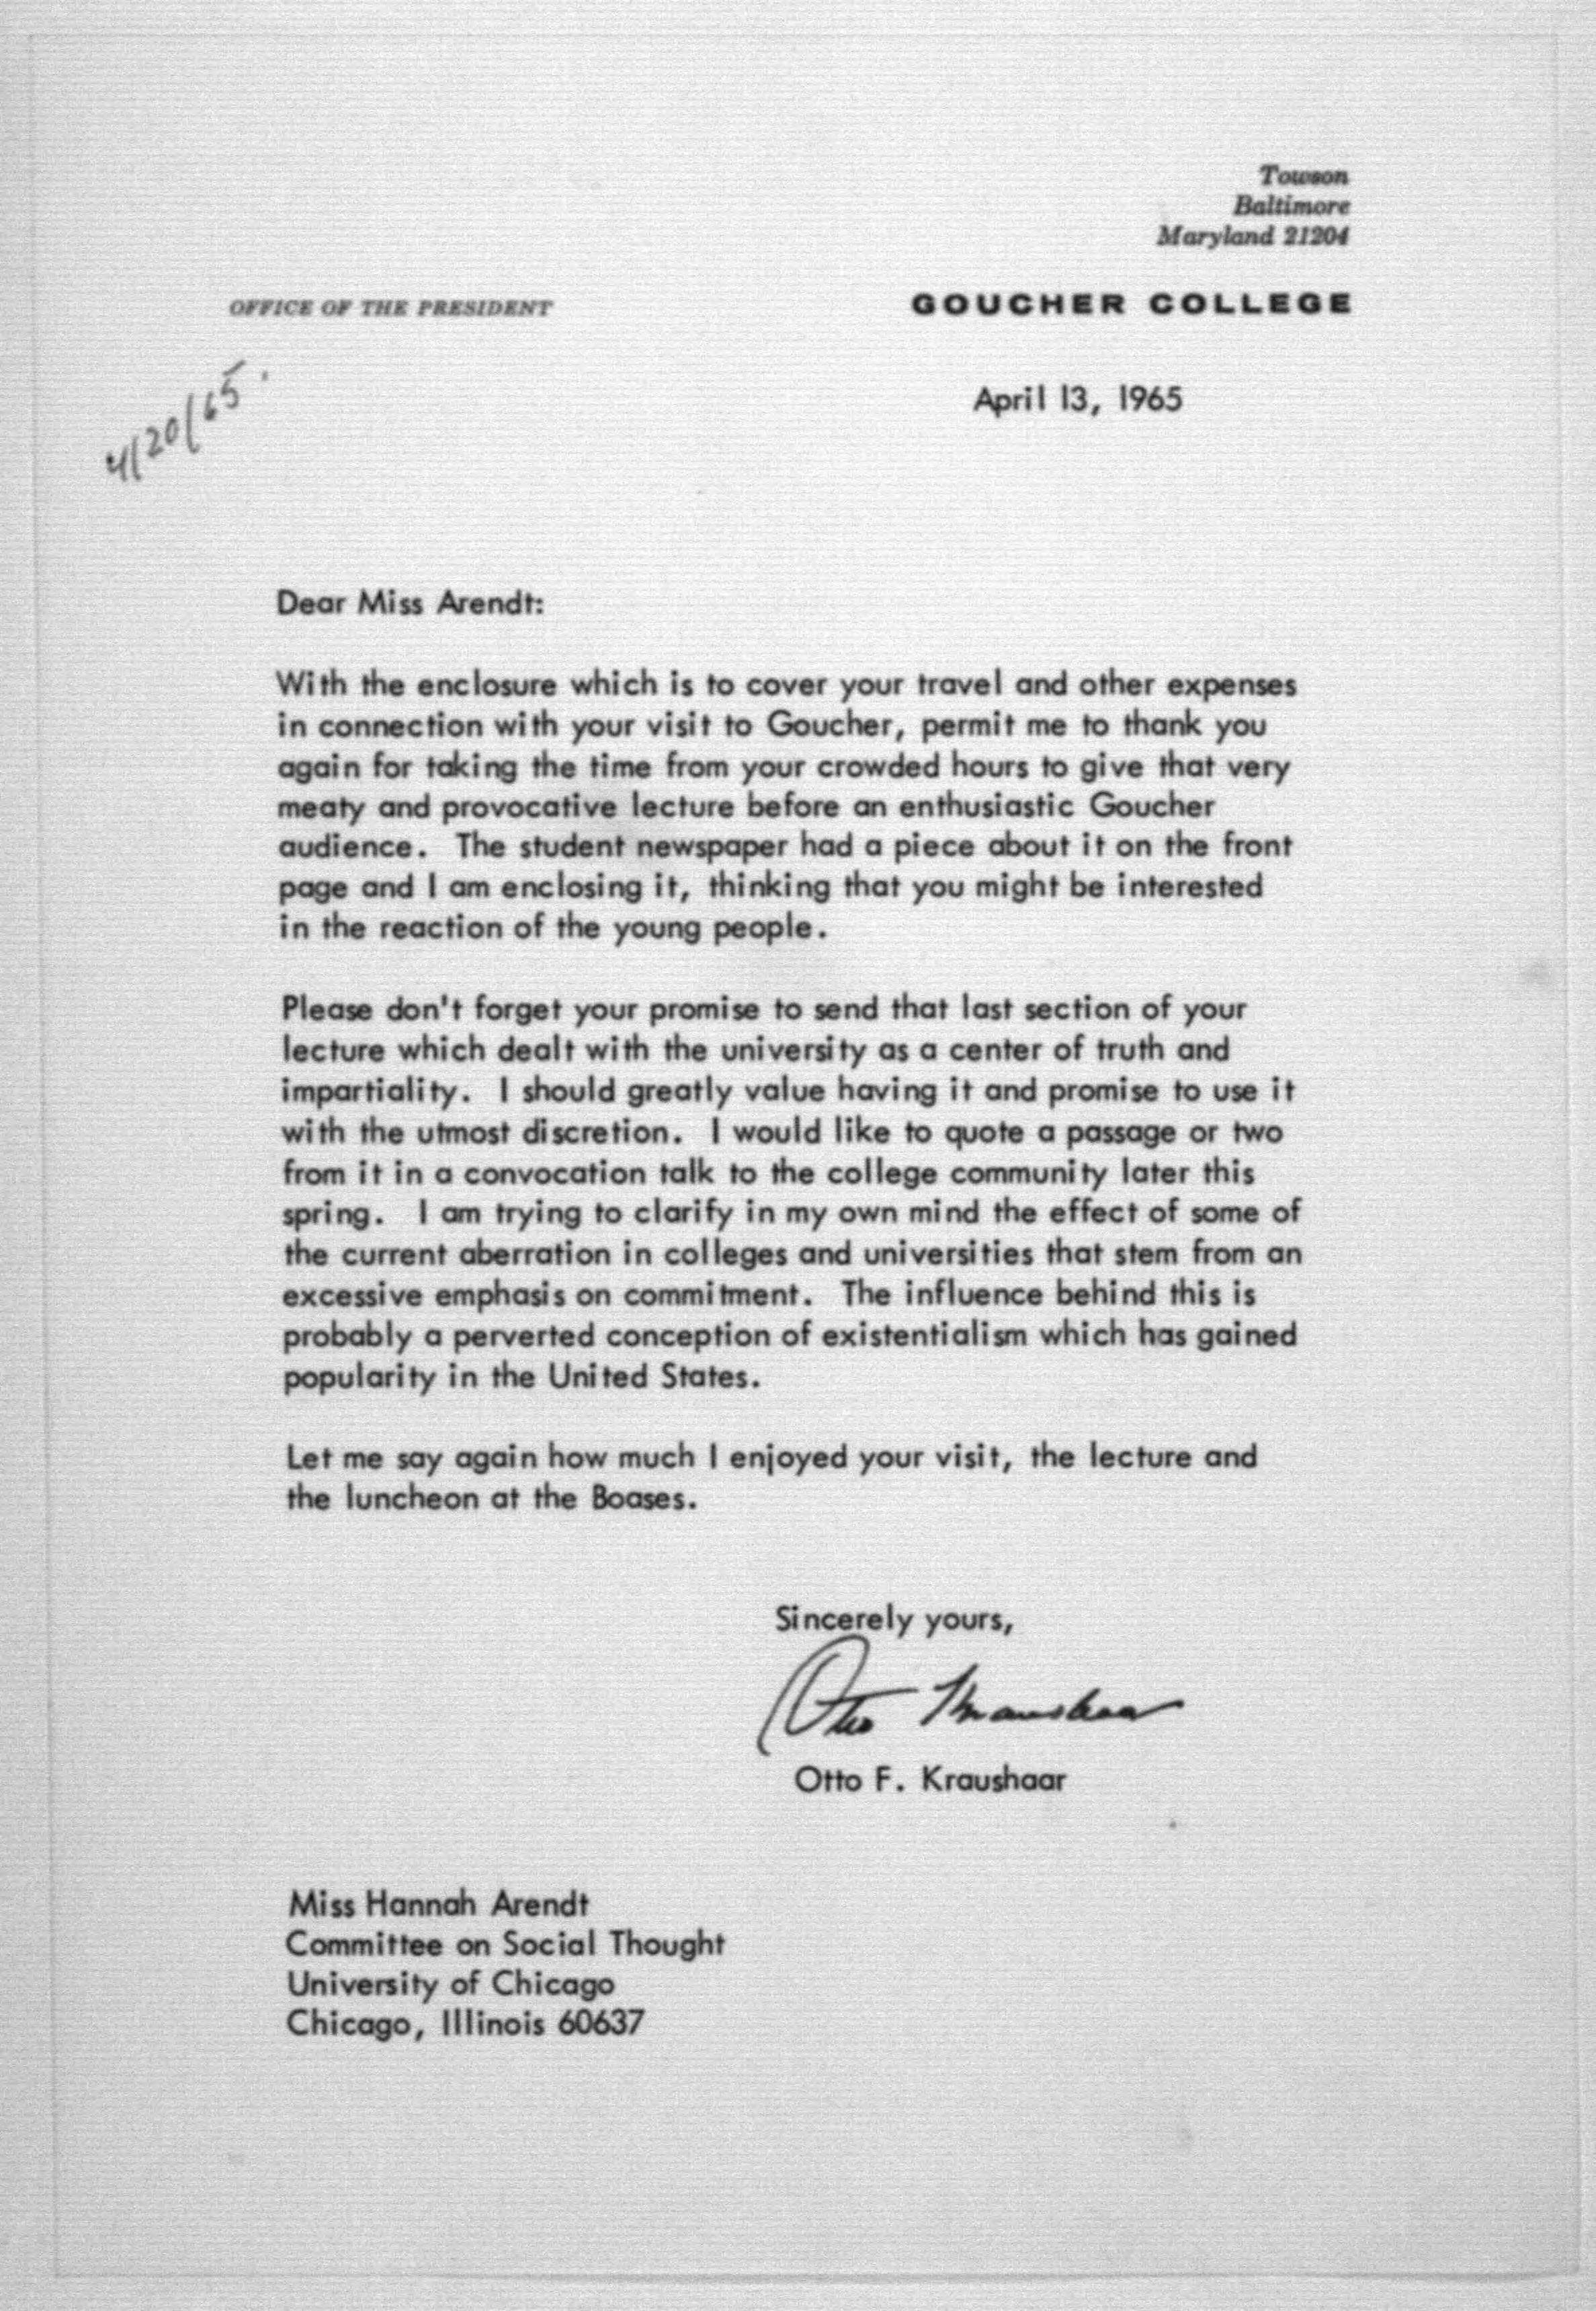 Towson
Baltimore
Maryland 21204
OFFICE OF THE PRESIDENT
GOUCHER COLLEGE
4/20/65.
April 13, 1965
Dear Miss Arendt:
With the enclosure which is to cover your travel and other expenses
in connection with your visit to Goucher, permit me to thank you
again for taking the time from your crowded hours to give that very
meaty and provocative lecture before an enthusiastic Goucher
audience. The student newspaper had a piece about it on the front
page and I am enclosing it, thinking that you might be interested
in the reaction of the young people.
Please don't forget your promise to send that last section of your
lecture which dealt with the university as a center of truth and
impartiality. I should greatly value having it and promise to use it
with the utmost discretion. I would like to quote a passage or two
from it in a convocation talk to the college community later this
spring. I am trying to clarify in my own mind the effect of some of
the current aberration in colleges and universities that stem from an
excessive emphasis on commitment. The influence behind this is
probably a perverted conception of existentialism which has gained
popularity in the United States.
Let me say again how much I enjoyed your visit, the lecture and
the luncheon at the Boases.
Sincerely yours,
Otto Kraushaar
Otto F. Kraushaar
Miss Hannah Arendt
Committee on Social Thought
University of Chicago
Chicago, Illinois 60637